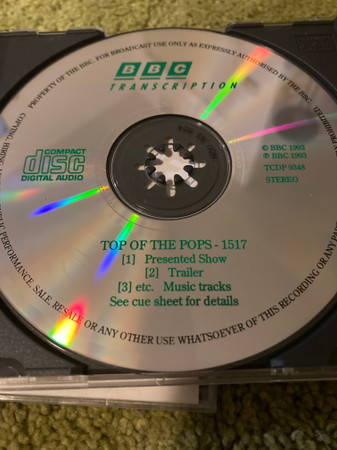 BBC
TRANSCRIPTION
PROPERTY OF THE BBC. FOR BROADCAST USE ONLY AS EXPRESSLY AUTHORISED BY THE BBC.
COMPACT
disc
DIGITAL AUDIO
© BBC 1993
℗ BBC 1993
TCDP 9348
STEREO
TOP OF THE POPS - 1517
[1] Presented Show
[2] Trailer
[3] etc. Music tracks
See cue sheet for details
PERFORMANCE, SALE, RESALE OR ANY OTHER USE WHATSOEVER OF THIS RECORDING OR ANY